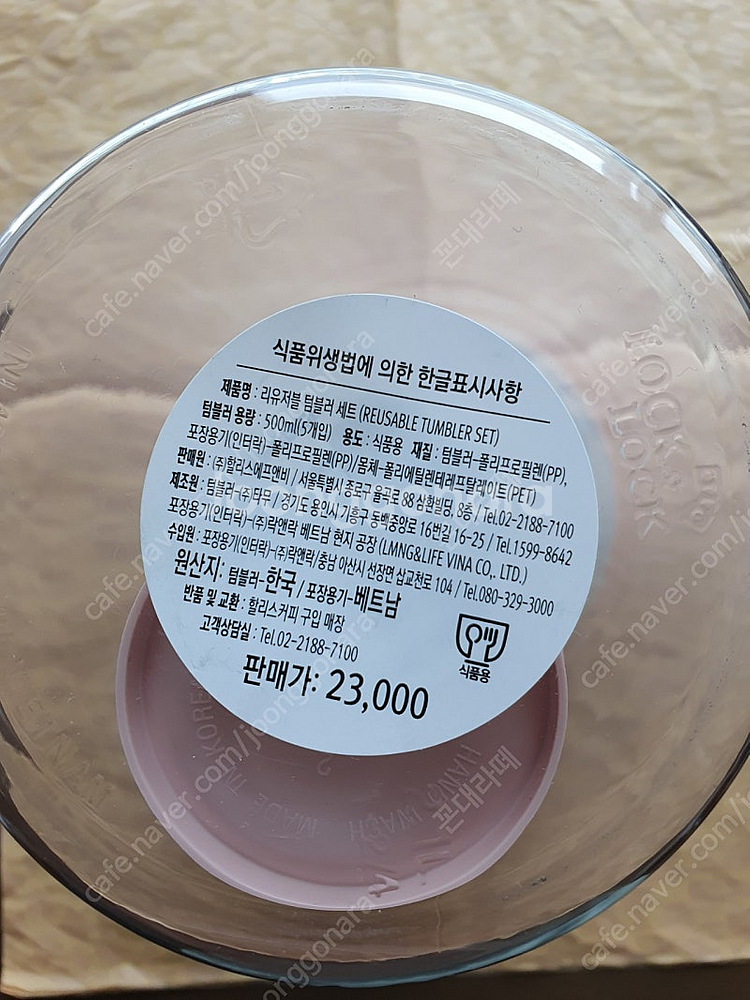 식품위생법에 의한 한글표시사항
제품명 : 리유저블 텀블러 세트 (REUSABLE TUMBLER SET)
텀블러 용량 : 500ml(5개입) 용도 : 식품용 재질 : 텀블러-폴리프로필렌(PP),
포장용기(인터락)-폴리프로필렌(PP)/몸체-폴리에틸렌테레프탈레이트(PET)
판매원 : (주)할리스에프앤비 / 서울특별시 종로구 율곡로 88 삼환빌딩, 8층 / Tel.02-2188-7100
제조원 : 텀블러-(주)타무 / 경기도 용인시 기흥구 동백중앙로 16번길 16-25 / Tel.1599-8642
포장용기(인터락)-(주)락앤락 베트남 현지 공장 (LMNG&LIFE VINA CO,. LTD.)
수입원 : 포장용기(인터락)-(주)락앤락/충남 아산시 선장면 삽교천로 104 / Tel.080-329-3000
원산지: 텀블러-한국 / 포장용기-베트남
반품 및 교환 : 할리스커피 구입 매장
고객상담실 : Tel.02-2188-7100
식품용
판매가: 23,000
LOCK &
LOCK
MADE IN KOREA
HAND WASH
joonggonara
cafe.naver.com/joonggonara
꼰대라떼